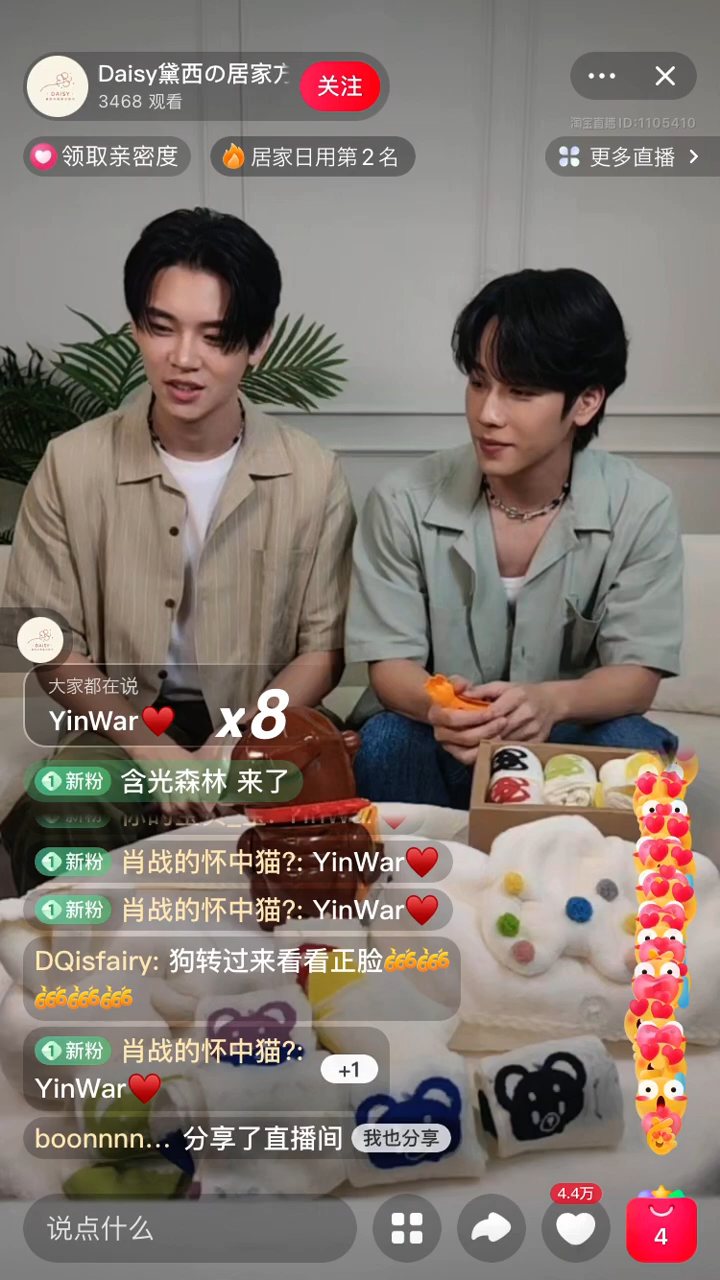 Daisy黛西の居家方
3468 观看
关注
淘宝直播 ID:1105410
领取亲密度
居家日用第2名
更多直播
DAISY
大家都在说
YinWar❤️ x8
1 新粉 含光森林 来了
1 新粉 肖战的怀中猫?: YinWar❤️
1 新粉 肖战的怀中猫?: YinWar❤️
DQisfairy: 狗转过来看看正脸666666
666666666
1 新粉 肖战的怀中猫?:
YinWar❤️
+1
boonnnn... 分享了直播间 我也分享
说点什么
4.4万
4